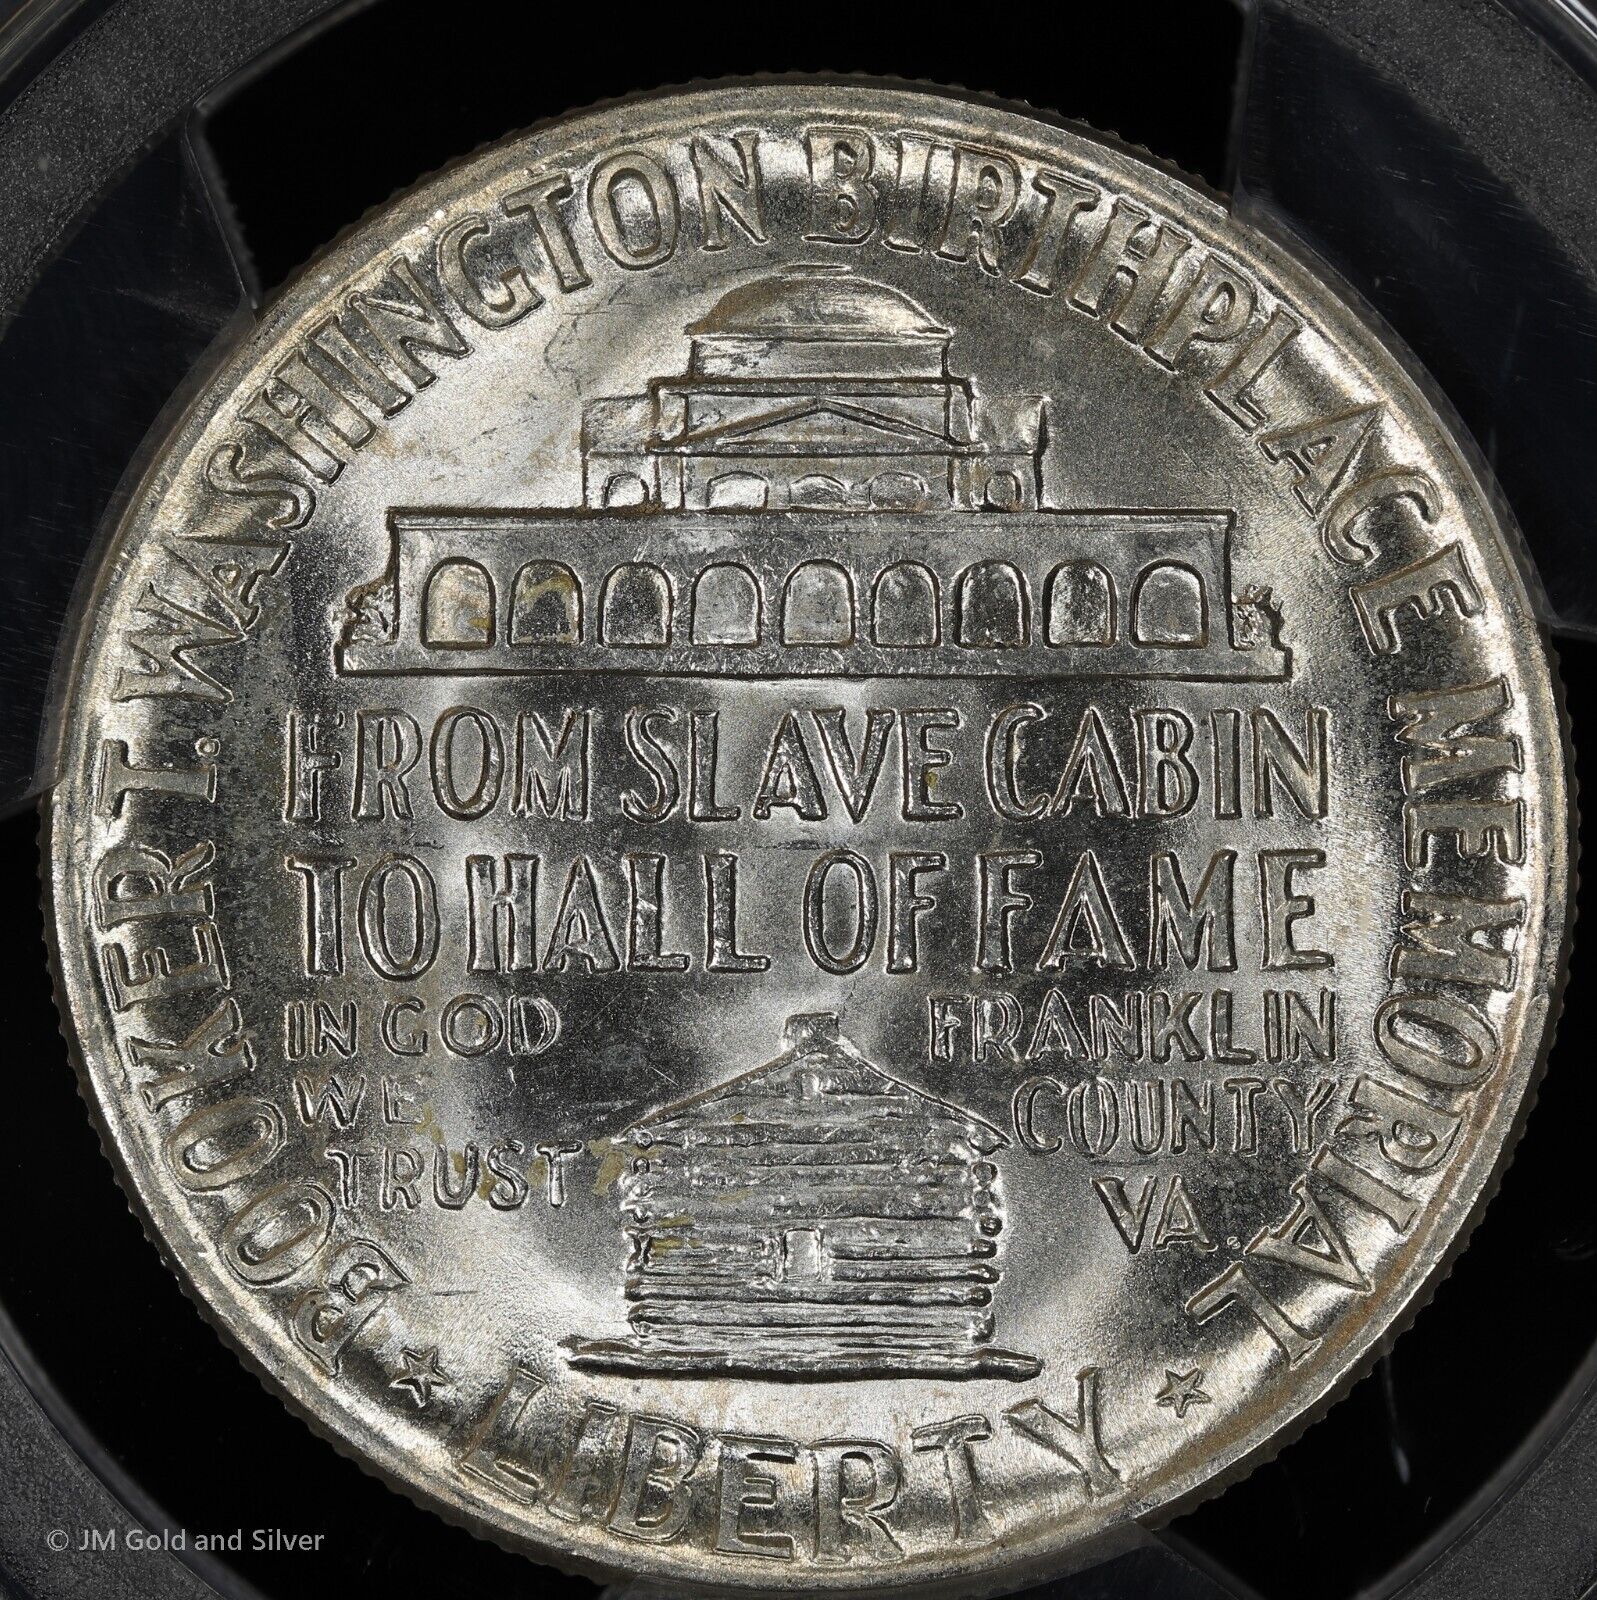 BOOKER T. WASHINGTON BIRTHPLACE MEMORIAL
FROM SLAVE CABIN
TO HALL OF FAME
IN GOD
WE
TRUST
FRANKLIN
COUNTY
VA.
★ LIBERTY ★
© JM Gold and Silver